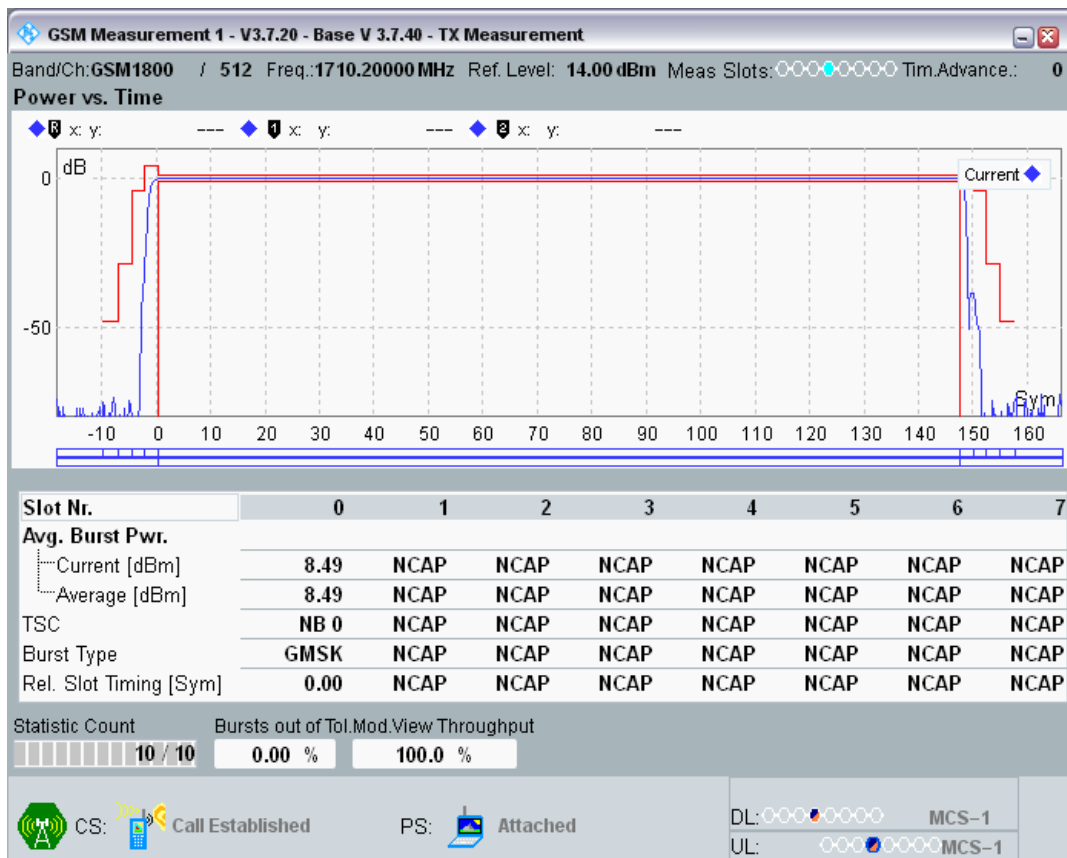 GSM Measurement 1 - V3.7.20 - Base V 3.7.40 - TX Measurement
Band/Ch:GSM1800 / 512 Freq.:1710.20000 MHz Ref. Level: 14.00 dBm Meas Slots: Tim.Advance.: 0
Power vs. Time
R x: y: --- 1 x: y: --- 2 x: y: ---
dB
Current
0
-50
Sym
-10 0 10 20 30 40 50 60 70 80 90 100 110 120 130 140 150 160
Slot Nr. 0 1 2 3 4 5 6 7
Avg. Burst Pwr.
Current [dBm] 8.49 NCAP NCAP NCAP NCAP NCAP NCAP NCAP
Average [dBm] 8.49 NCAP NCAP NCAP NCAP NCAP NCAP NCAP
TSC NB 0 NCAP NCAP NCAP NCAP NCAP NCAP NCAP
Burst Type GMSK NCAP NCAP NCAP NCAP NCAP NCAP NCAP
Rel. Slot Timing [Sym] 0.00 NCAP NCAP NCAP NCAP NCAP NCAP NCAP
Statistic Count Bursts out of Tol.Mod.View Throughput
10 / 10 0.00 % 100.0 %
CS: Call Established PS: Attached DL: MCS-1
UL: MCS-1